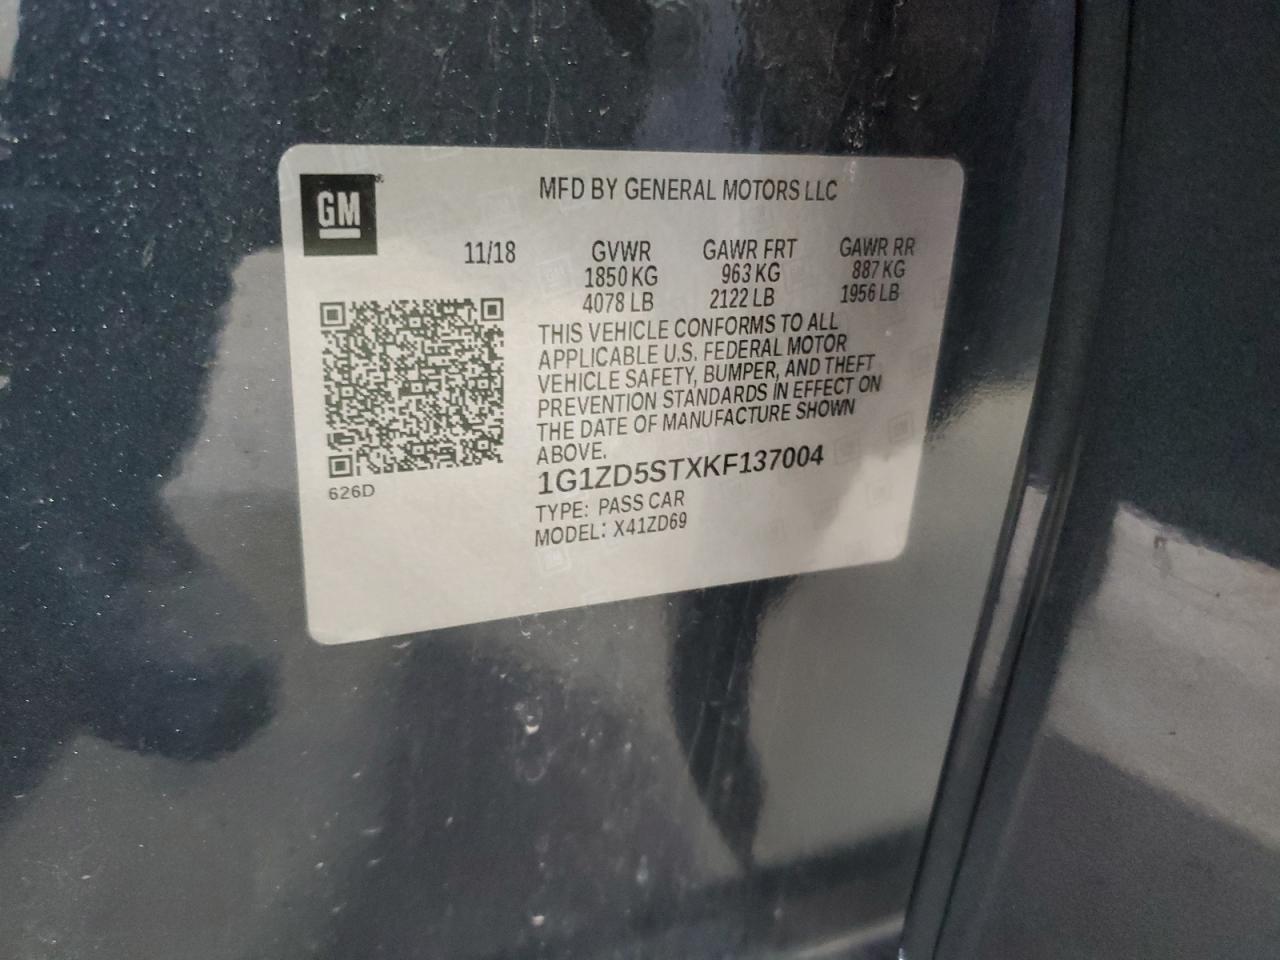 GM
MFD BY GENERAL MOTORS LLC
11/18 GVWR GAWR FRT GAWR RR
1850 KG 963 KG 887 KG
4078 LB 2122 LB 1956 LB
THIS VEHICLE CONFORMS TO ALL
APPLICABLE U.S. FEDERAL MOTOR
VEHICLE SAFETY, BUMPER, AND THEFT
PREVENTION STANDARDS IN EFFECT ON
THE DATE OF MANUFACTURE SHOWN
ABOVE.
1G1ZD5STXKF137004
626D
TYPE: PASS CAR
MODEL: X41ZD69